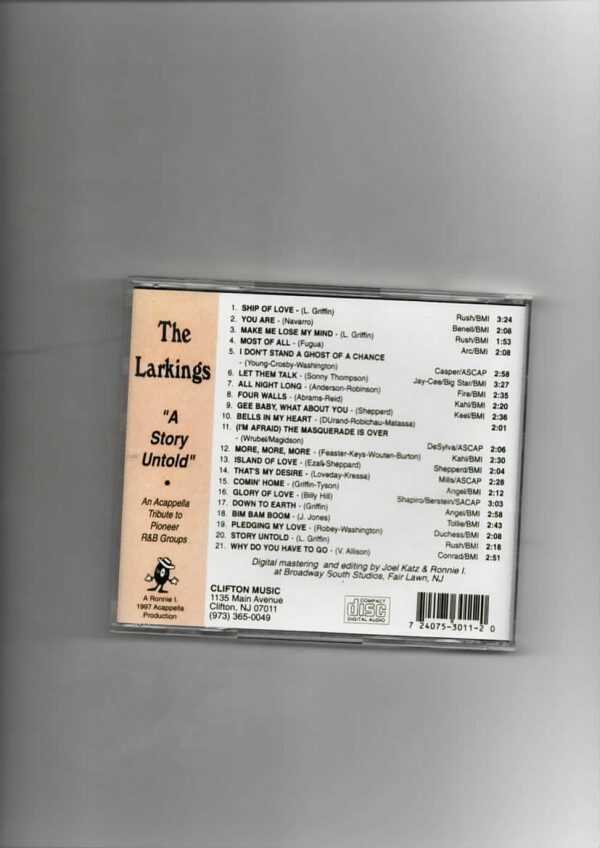 The
Larkings
"A
Story
Untold"
•
An Acappella
Tribute to
Pioneer
R&B Groups
A Ronnie I.
1997 Acappella
Production
1. SHIP OF LOVE - (L. Griffin) Rush/BMI 3:24
2. YOU ARE - (Navarro) Benell/BMI 2:06
3. MAKE ME LOSE MY MIND - (L. Griffin) Rush/BMI 1:53
4. MOST OF ALL - (Fugua) Arc/BMI 2:08
5. I DON'T STAND A GHOST OF A CHANCE
- (Young-Crosby-Washington) Casper/ASCAP 2:58
6. LET THEM TALK - (Sonny Thompson) Jay-Cee/Big Star/BMI 3:27
7. ALL NIGHT LONG - (Anderson-Robinson) Fire/BMI 2:35
8. FOUR WALLS - (Abrams-Reid) Kahl/BMI 2:20
9. GEE BABY, WHAT ABOUT YOU - (Shepperd) Keel/BMI 2:36
10. BELLS IN MY HEART - (DUrand-Robichau-Matassa) 2:01
11. (I'M AFRAID) THE MASQUERADE IS OVER
- (Wrubel/Magidson) DeSylva/ASCAP 2:06
12. MORE, MORE, MORE - (Feaster-Keys-Wouten-Burton) Kahl/BMI 2:30
13. ISLAND OF LOVE - (Ezal&-Sheppard) Shepperd/BMI 2:04
14. THAT'S MY DESIRE - (Loveday-Kressa) Mills/ASCAP 2:28
15. COMIN' HOME - (Griffin-Tyson) Angel/BMI 2:12
16. GLORY OF LOVE - (Billy Hill) Shapiro/Berstein/SACAP 3:03
17. DOWN TO EARTH - (Griffin) Angel/BMI 2:58
18. BIM BAM BOOM - (J. Jones) Tollie/BMI 2:43
19. PLEDGING MY LOVE - (Robey-Washington) Duchess/BMI 2:08
20. STORY UNTOLD - (L. Griffin) Rush/BMI 2:18
21. WHY DO YOU HAVE TO GO - (V. Allison) Conrad/BMI 2:51
Digital mastering and editing by Joel Katz & Ronnie I.
at Broadway South Studios, Fair Lawn, NJ
CLIFTON MUSIC
1135 Main Avenue
Clifton, NJ 07011
(973) 365-0049
COMPACT
disc
DIGITAL AUDIO
7 24075-3011-2 0